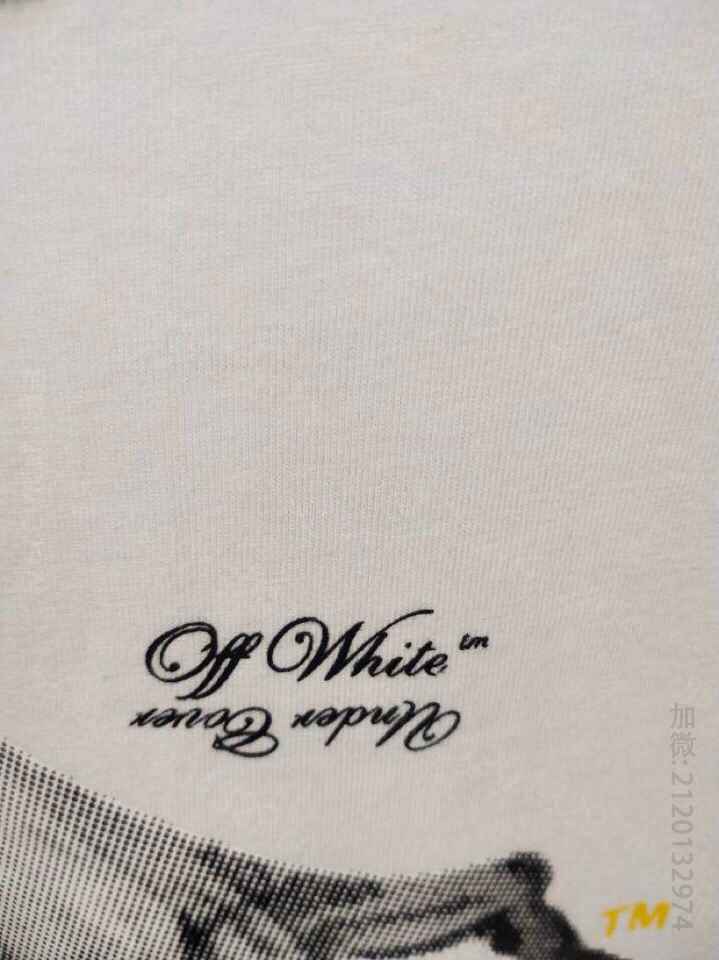 Off White™
Under Cover
加微:2120132974
TM